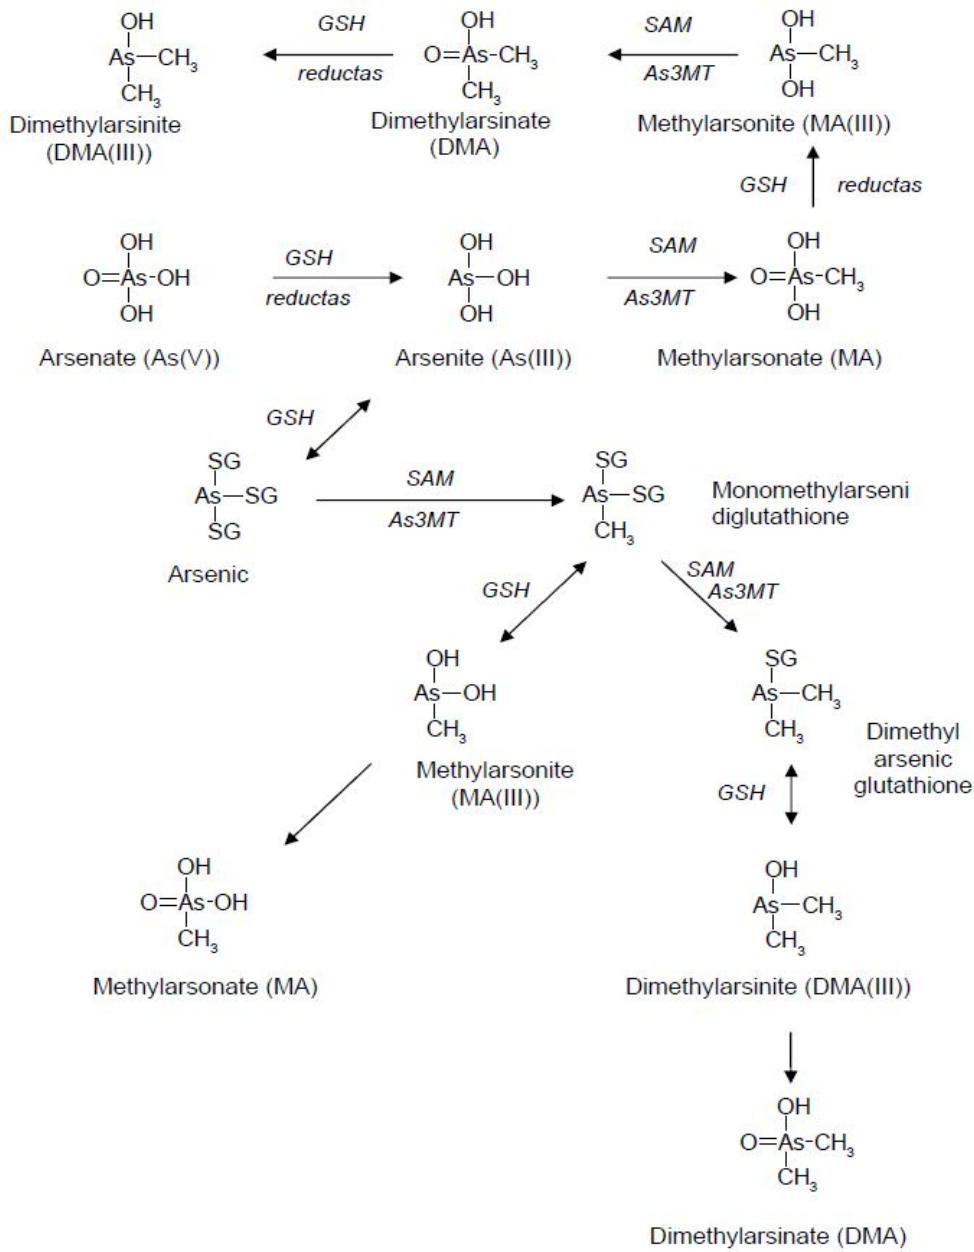 OH
As—CH3
CH3
Dimethylarsinite
(DMA(III))
GSH
reductas
OH
O=As-CH3
CH3
Dimethylarsinate
(DMA)
SAM
As3MT
OH
As—CH3
OH
Methylarsonite (MA(III))
GSH reductas
OH
O=As-OH
OH
Arsenate (As(V))
GSH
reductas
OH
As—OH
OH
Arsenite (As(III))
SAM
As3MT
OH
O=As-CH3
OH
Methylarsonate (MA)
GSH
SG
As—SG
SG
Arsenic
SAM
As3MT
SG
As—SG
CH3
Monomethylarseni
diglutathione
GSH
SAM
As3MT
OH
As—OH
CH3
Methylarsonite
(MA(III))
SG
As—CH3
CH3
Dimethyl
arsenic
glutathione
GSH
OH
O=As-OH
CH3
Methylarsonate (MA)
OH
As—CH3
CH3
Dimethylarsinite (DMA(III))
OH
O=As-CH3
CH3
Dimethylarsinate (DMA)